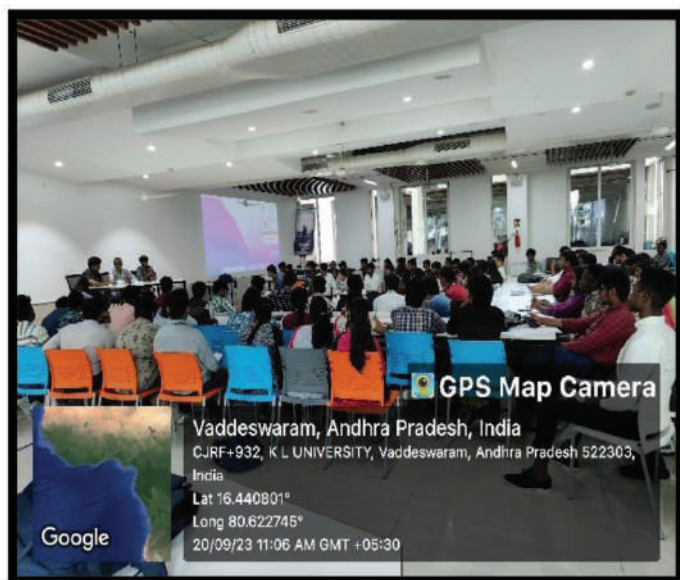 GPS Map Camera
Vaddeswaram, Andhra Pradesh, India
CJRF+932, K L UNIVERSITY, Vaddeswaram, Andhra Pradesh 522303,
India
Lat 16.440801°
Long 80.622745°
20/09/23 11:06 AM GMT +05:30
Google